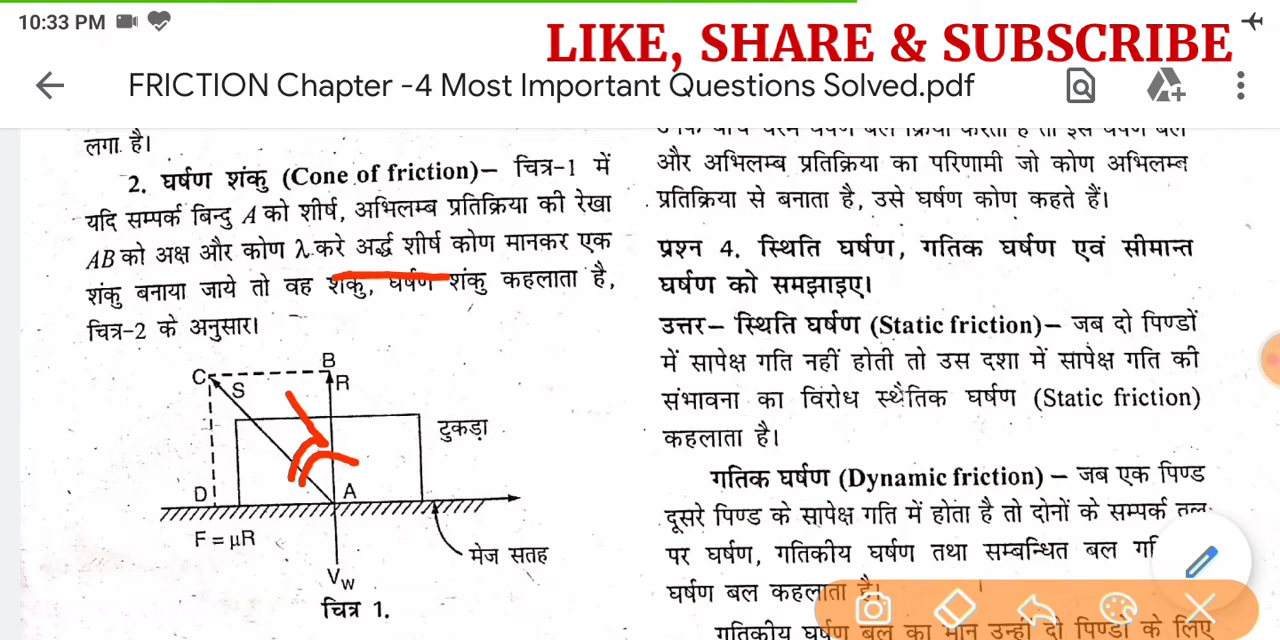 10:33 PM
LIKE, SHARE & SUBSCRIBE
FRICTION Chapter -4 Most Important Questions Solved.pdf
लगा है।
2. घर्षण शंकु (Cone of friction)– चित्र-1 में
यदि सम्पर्क बिन्दु A को शीर्ष, अभिलम्ब प्रतिक्रिया की रेखा
AB को अक्ष और कोण λ करे अर्द्ध शीर्ष कोण मानकर एक
शंकु बनाया जाये तो वह शंकु, घर्षण शंकु कहलाता है,
चित्र-2 के अनुसार।
C
S
B
R
टुकड़ा
D
A
F = μR
मेज सतह
VW
चित्र 1.
और अभिलम्ब प्रतिक्रिया का परिणामी जो कोण अभिलम्ब
प्रतिक्रिया से बनाता है, उसे घर्षण कोण कहते हैं।
प्रश्न 4. स्थिति घर्षण, गतिक घर्षण एवं सीमान्त
घर्षण को समझाइए।
उत्तर– स्थिति घर्षण (Static friction)– जब दो पिण्डों
में सापेक्ष गति नहीं होती तो उस दशा में सापेक्ष गति की
संभावना का विरोध स्थैतिक घर्षण (Static friction)
कहलाता है।
गतिक घर्षण (Dynamic friction) – जब एक पिण्ड
दूसरे पिण्ड के सापेक्ष गति में होता है तो दोनों के सम्पर्क तल
पर घर्षण, गतिकीय घर्षण तथा सम्बन्धित बल
घर्षण बल कहलाता है।
गतिकीय घर्षण बल का मान उन्हीं दो पिण्डों के लिए